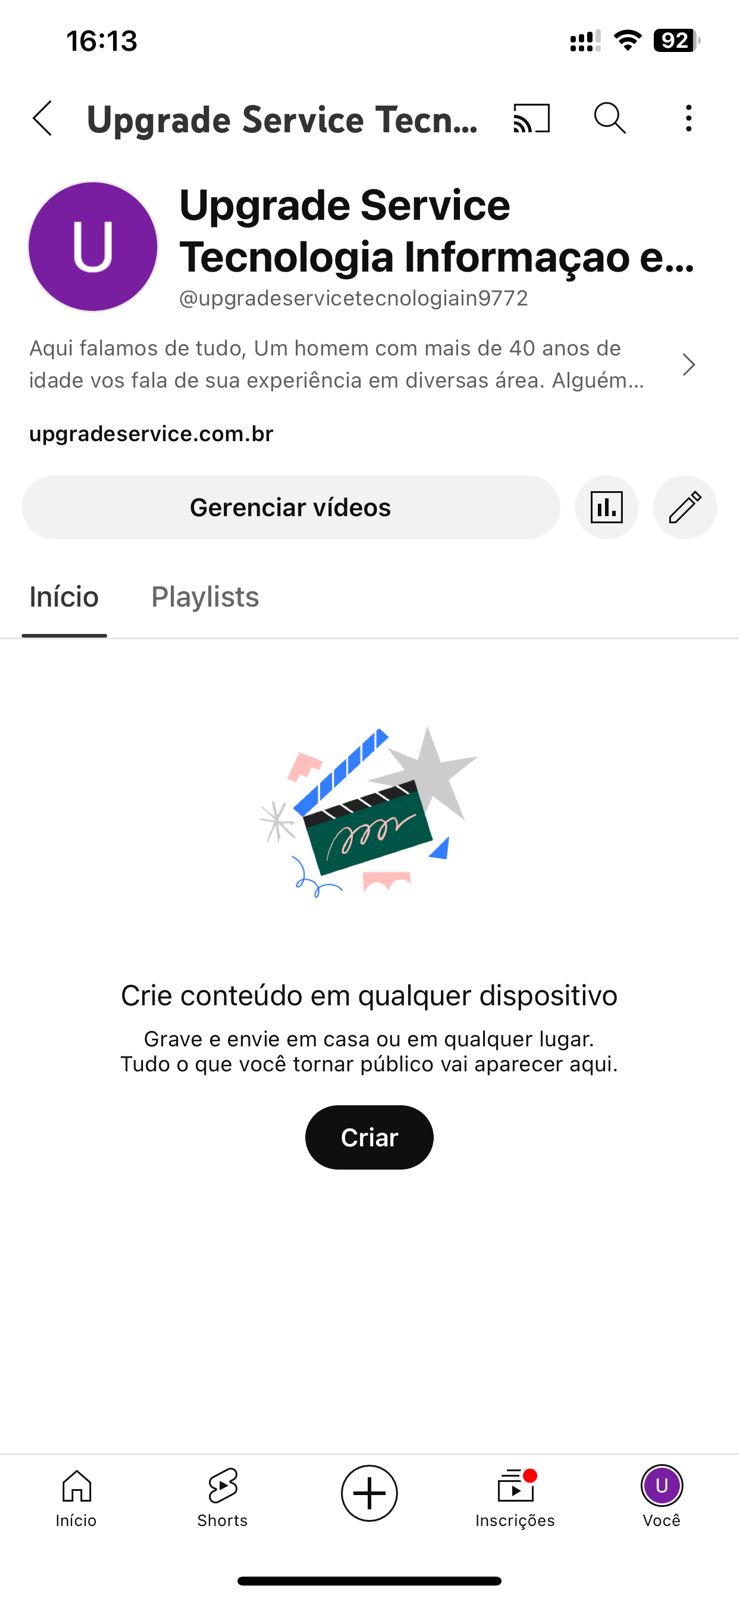 16:13
92
Upgrade Service Tecn...
U
Upgrade Service
Tecnologia Informaçao e...
@upgradeservicetecnologiain9772
Aqui falamos de tudo, Um homem com mais de 40 anos de
idade vos fala de sua experiência em diversas área. Alguém...
upgradeservice.com.br
Gerenciar vídeos
Início
Playlists
Crie conteúdo em qualquer dispositivo
Grave e envie em casa ou em qualquer lugar.
Tudo o que você tornar público vai aparecer aqui.
Criar
Início
Shorts
Inscrições
U
Você